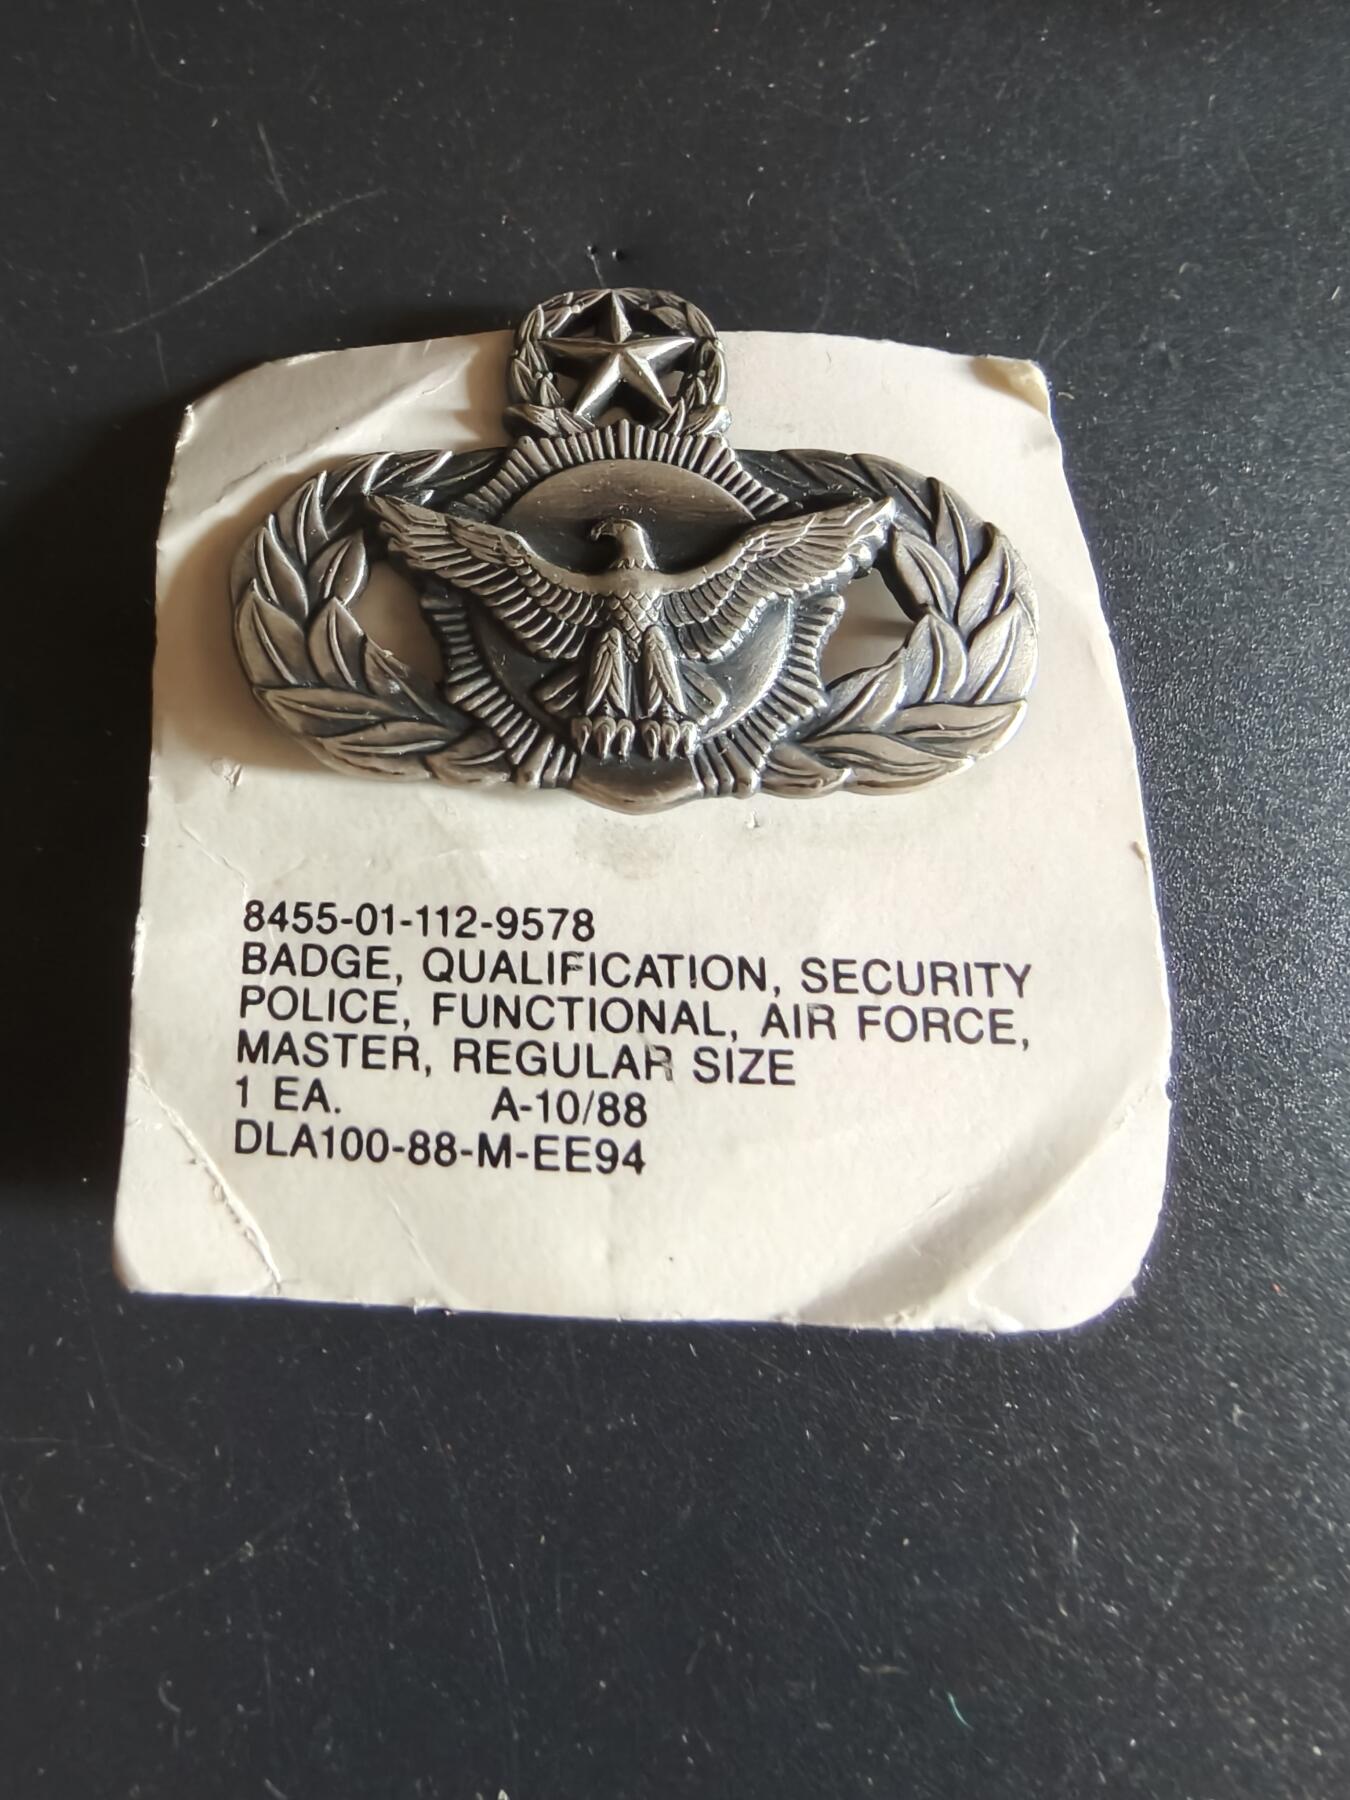 8455-01-112-9578
BADGE, QUALIFICATION, SECURITY
POLICE, FUNCTIONAL, AIR FORCE,
MASTER, REGULAR SIZE
1 EA. A-10/88
DLA100-88-M-EE94